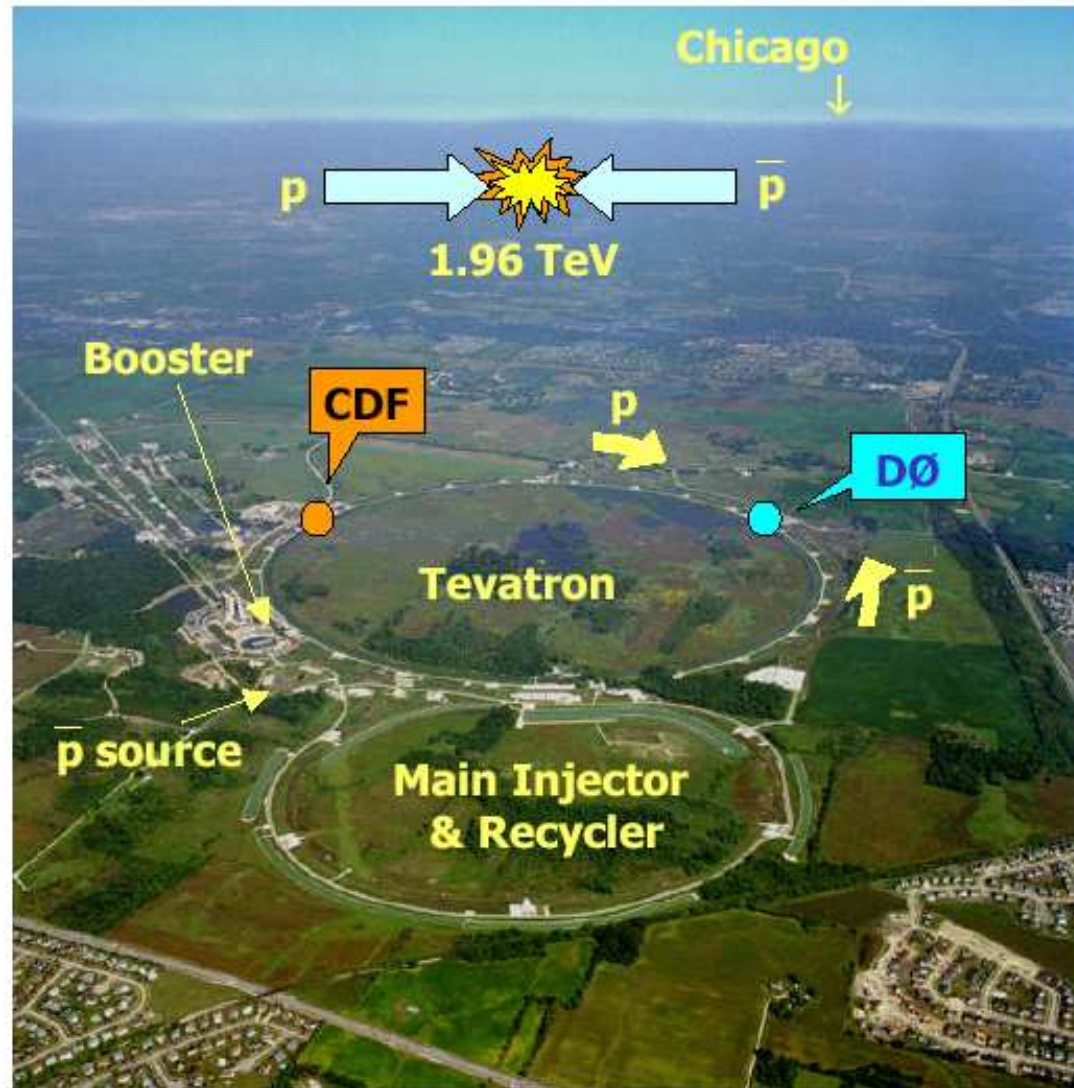 Chicago
p
p̅
1.96 TeV
Booster
CDF
p
DØ
Tevatron
p̅
p̅ source
Main Injector
& Recycler